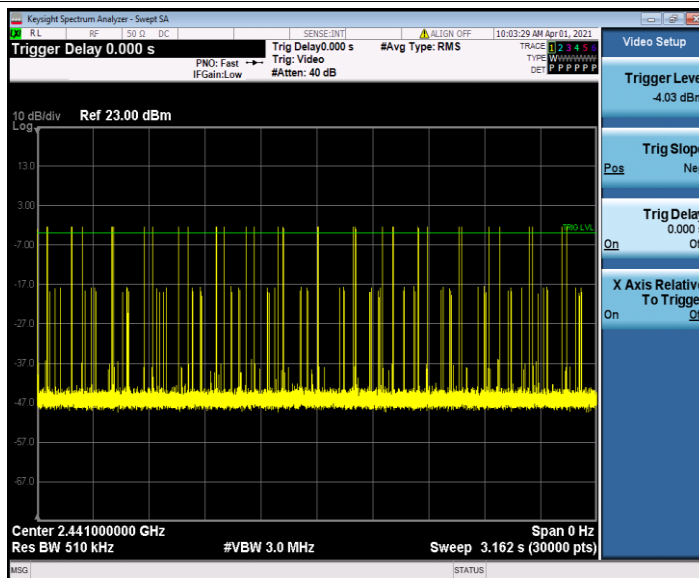 Keysight Spectrum Analyzer - Swept SA
RL RF 50 Ω DC SENSE:INT ALIGN OFF 10:03:29 AM Apr 01, 2021
Trigger Delay 0.000 s
Trig Delay0.000 s #Avg Type: RMS TRACE 1 2 3 4 5 6
PNO: Fast Trig: Video TYPE WWWWWW
IFGain:Low #Atten: 40 dB DET P P P P P P
10 dB/div Ref 23.00 dBm
Log
13.0
3.00
TRIG LVL
-7.00
-17.0
-27.0
-37.0
-47.0
-57.0
-67.0
Center 2.441000000 GHz Span 0 Hz
Res BW 510 kHz #VBW 3.0 MHz Sweep 3.162 s (30000 pts)
MSG STATUS
Video Setup
Trigger Leve
-4.03 dBr
Trig Slope
Pos Ne
Trig Delay
0.000 s
On Of
X Axis Relative
To Trigge
On Of